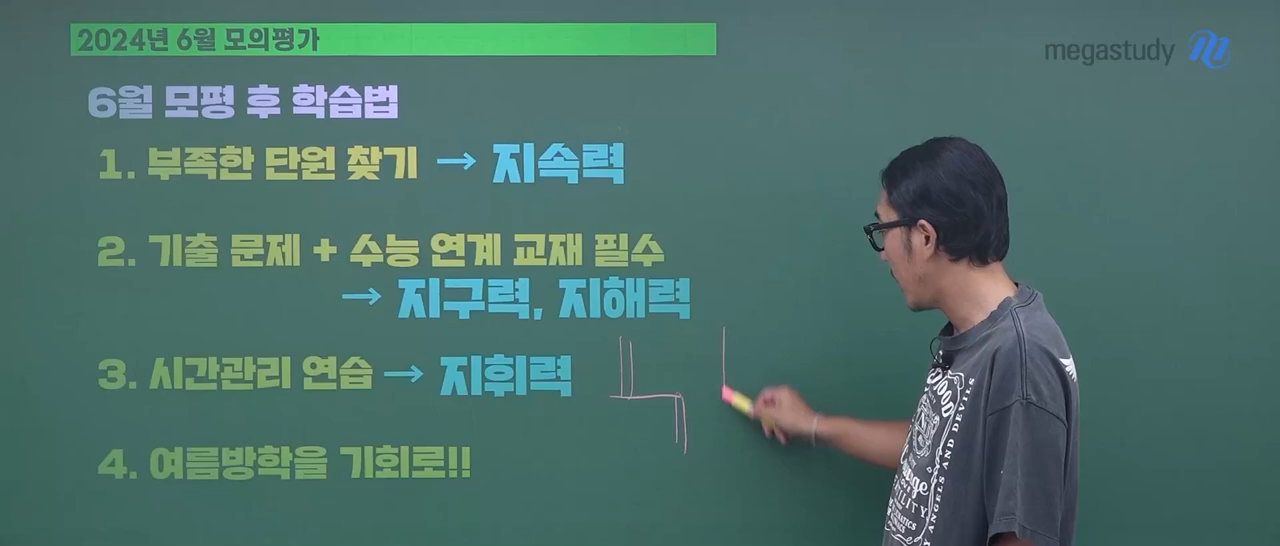 2024년 6월 모의평가
megastudy
6월 모평 후 학습법
1. 부족한 단원 찾기 → 지속력
2. 기출 문제 + 수능 연계 교재 필수
→ 지구력, 지해력
3. 시간관리 연습 → 지휘력
4. 여름방학을 기회로!!